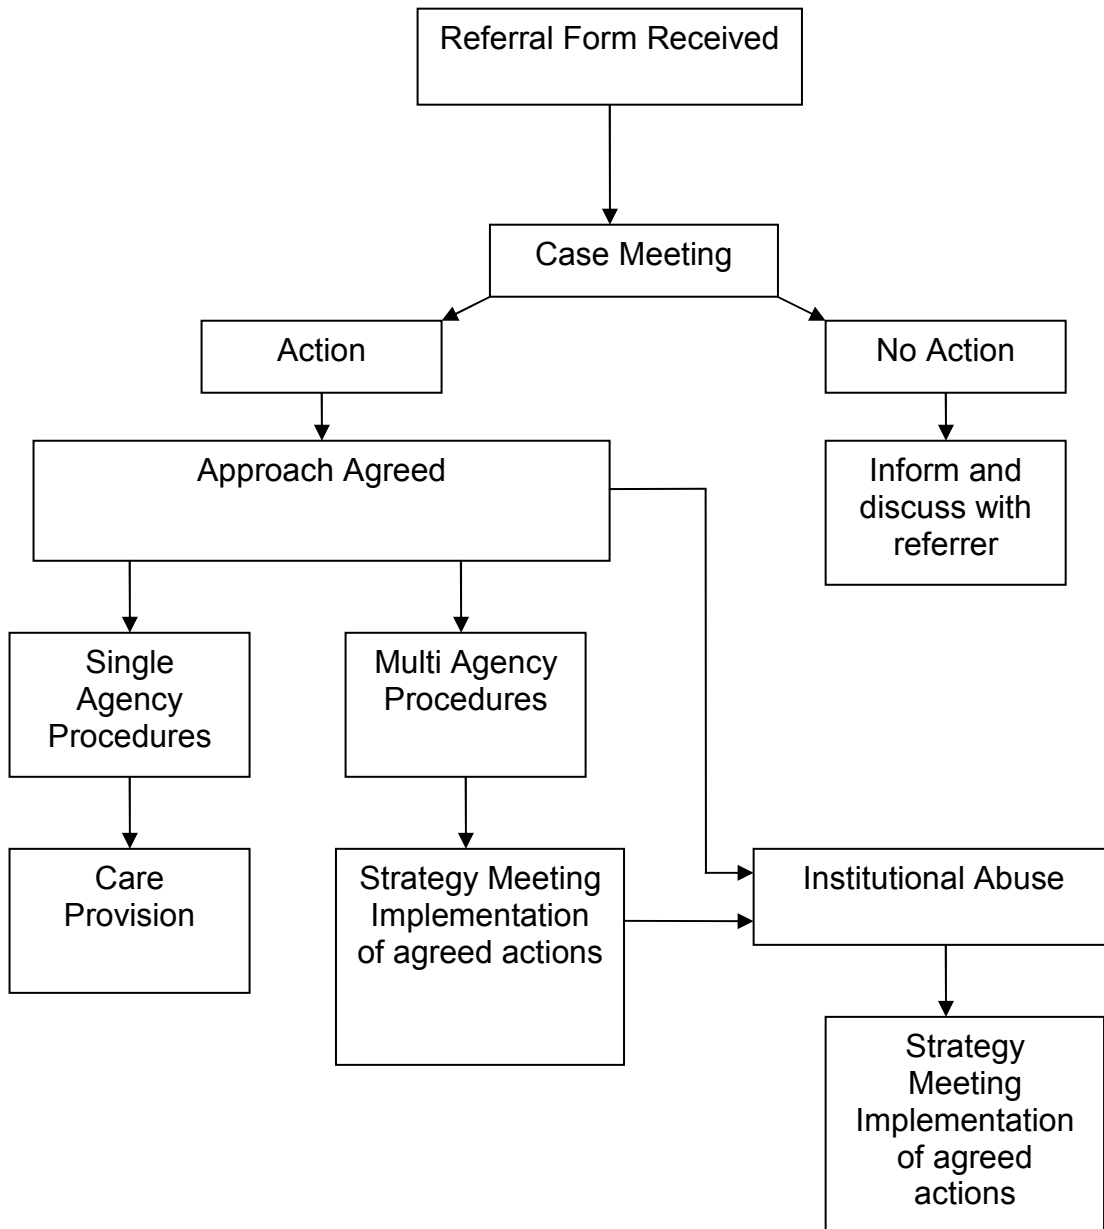 Referral Form Received
Case Meeting
Action
No Action
Approach Agreed
Inform and
discuss with
referrer
Single
Agency
Procedures
Multi Agency
Procedures
Care
Provision
Strategy Meeting
Implementation
of agreed actions
Institutional Abuse
Strategy
Meeting
Implementation
of agreed
actions